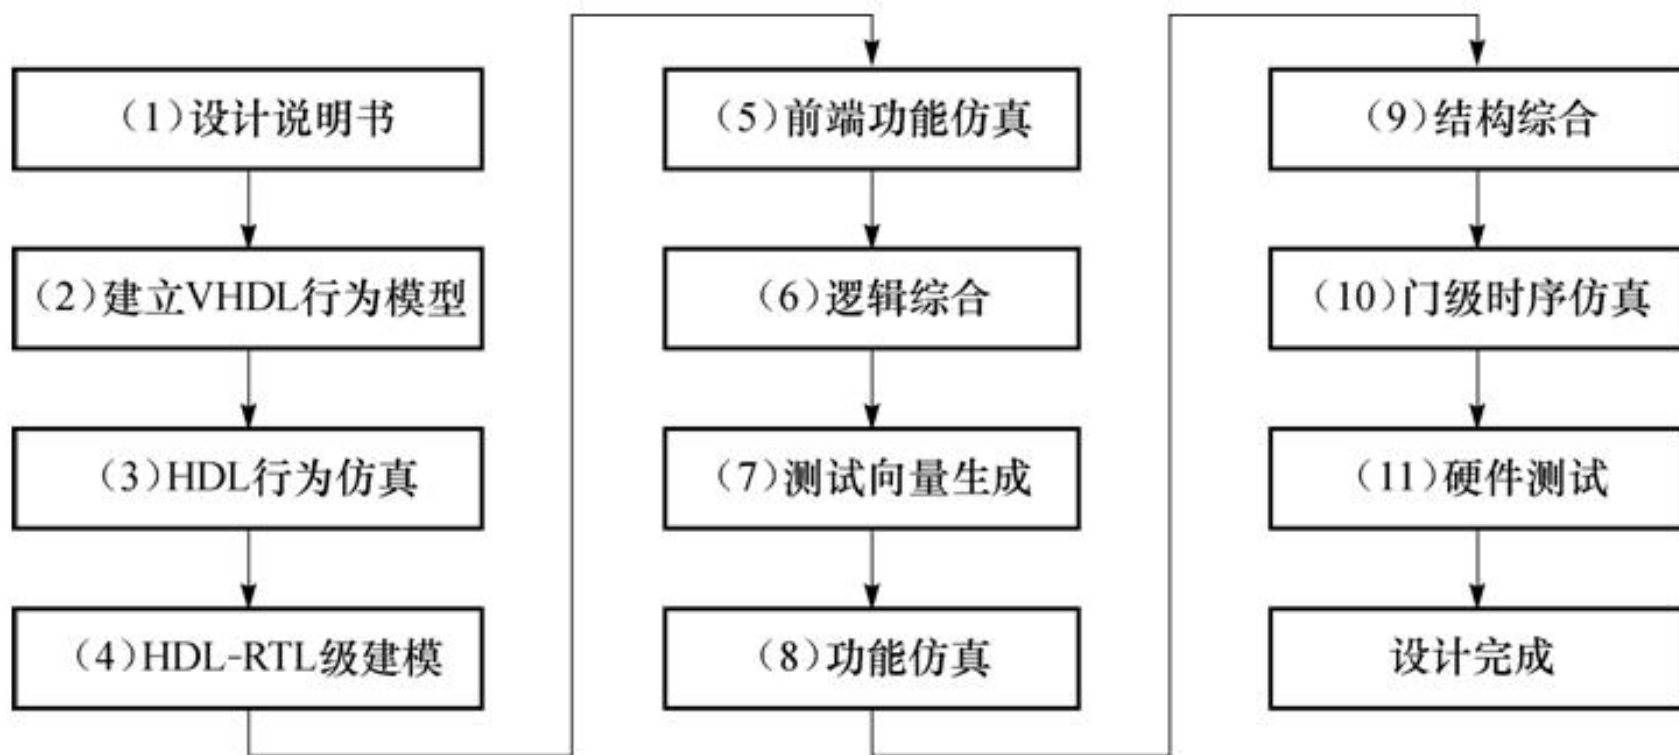 （1）设计说明书
（2）建立VHDL行为模型
（3）HDL行为仿真
（4）HDL-RTL级建模
（5）前端功能仿真
（6）逻辑综合
（7）测试向量生成
（8）功能仿真
（9）结构综合
（10）门级时序仿真
（11）硬件测试
设计完成